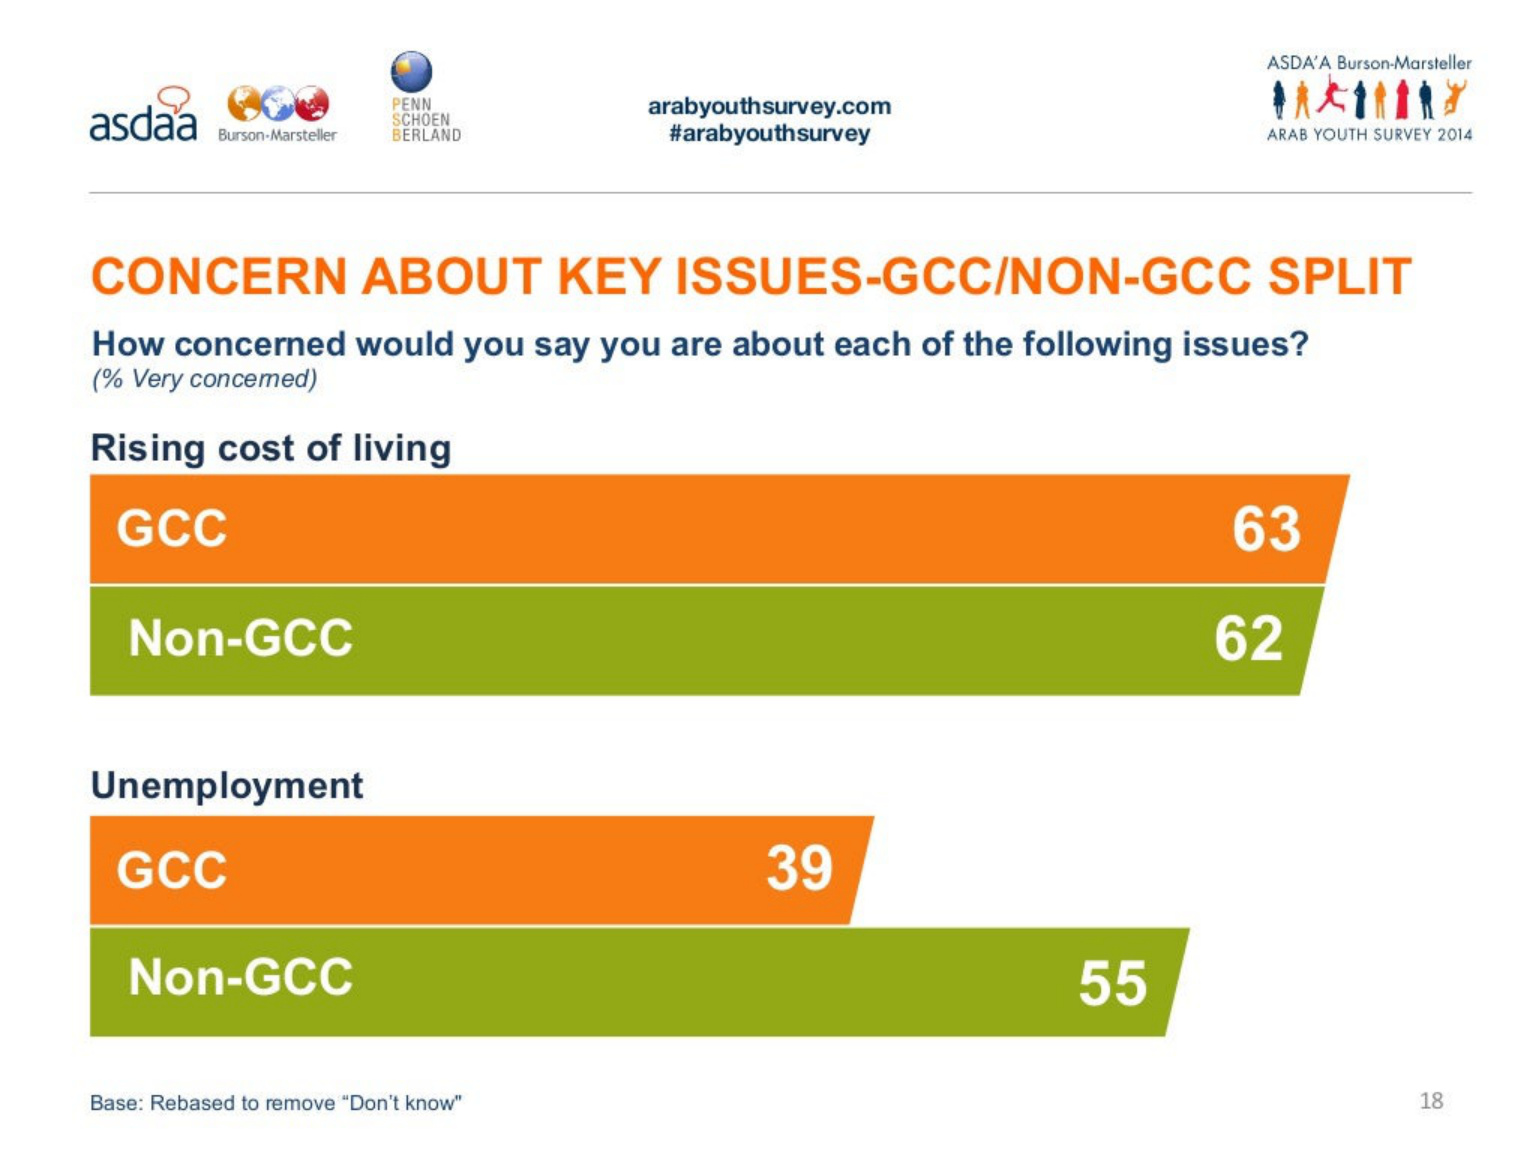 asdaa
Burson-Marsteller
PENN
SCHOEN
BERLAND
arabyouthsurvey.com
#arabyouthsurvey
ASDA'A Burson-Marsteller
ARAB YOUTH SURVEY 2014
CONCERN ABOUT KEY ISSUES-GCC/NON-GCC SPLIT
How concerned would you say you are about each of the following issues?
(% Very concerned)
Rising cost of living
GCC 63
Non-GCC 62
Unemployment
GCC 39
Non-GCC 55
Base: Rebased to remove “Don’t know"
18